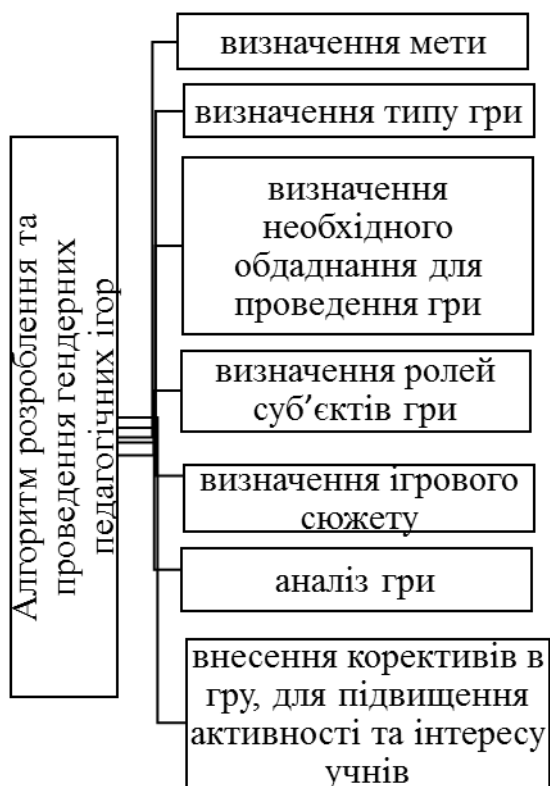 Алгоритм розроблення та
проведення гендерних
педагогічних ігор
визначення мети
визначення типу гри
визначення
необхідного
обдаднання для
проведення гри
визначення ролей
суб’єктів гри
визначення ігрового
сюжету
аналіз гри
внесення корективів в
гру, для підвищення
активності та інтересу
учнів